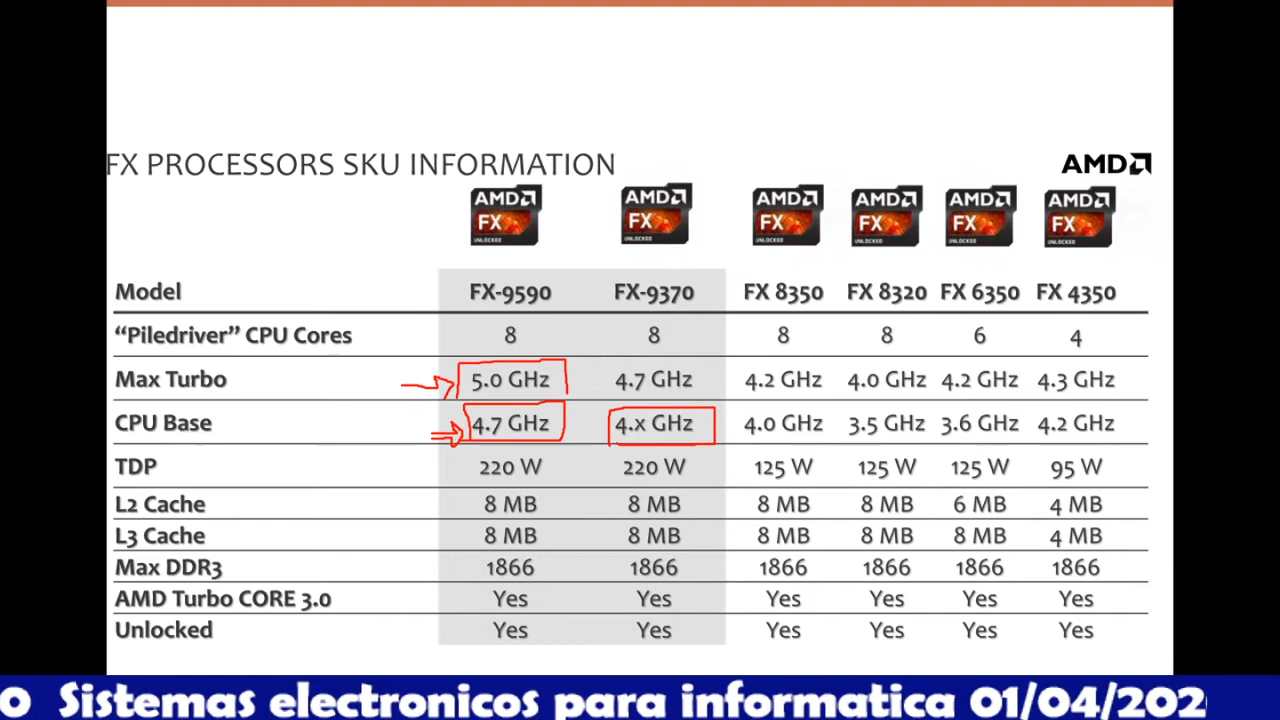 FX PROCESSORS SKU INFORMATION
AMD
AMD FX UNLOCKED AMD FX UNLOCKED AMD FX UNLOCKED AMD FX UNLOCKED AMD FX UNLOCKED AMD FX UNLOCKED
Model FX-9590 FX-9370 FX 8350 FX 8320 FX 6350 FX 4350
“Piledriver” CPU Cores 8 8 8 8 6 4
Max Turbo 5.0 GHz 4.7 GHz 4.2 GHz 4.0 GHz 4.2 GHz 4.3 GHz
CPU Base 4.7 GHz 4.x GHz 4.0 GHz 3.5 GHz 3.6 GHz 4.2 GHz
TDP 220 W 220 W 125 W 125 W 125 W 95 W
L2 Cache 8 MB 8 MB 8 MB 8 MB 6 MB 4 MB
L3 Cache 8 MB 8 MB 8 MB 8 MB 8 MB 4 MB
Max DDR3 1866 1866 1866 1866 1866 1866
AMD Turbo CORE 3.0 Yes Yes Yes Yes Yes Yes
Unlocked Yes Yes Yes Yes Yes Yes
0 Sistemas electronicos para informatica 01/04/202